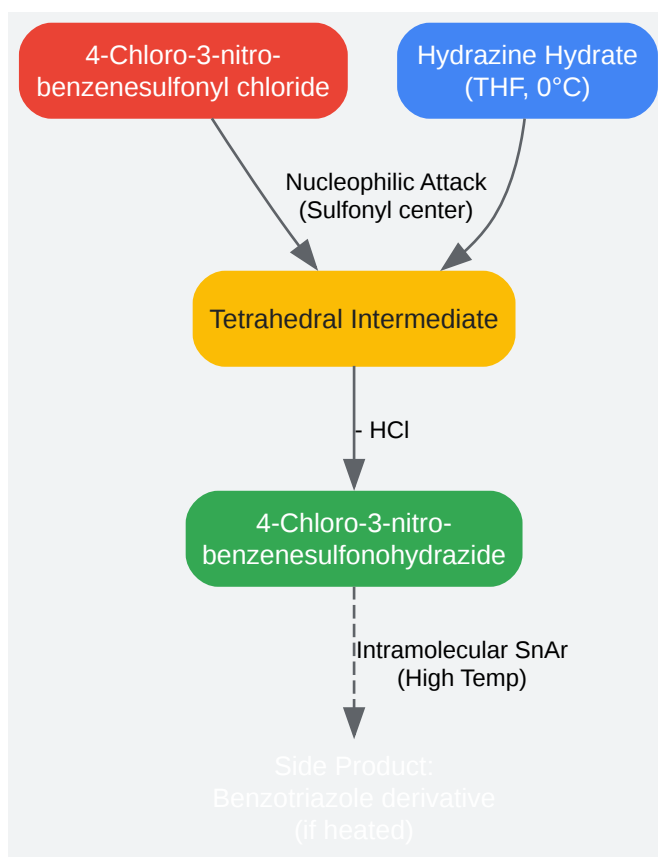 4-Chloro-3-nitro-
benzenesulfonyl chloride
Hydrazine Hydrate
(THF, 0°C)
Nucleophilic Attack
(Sulfonyl center)
Tetrahedral Intermediate
- HCl
4-Chloro-3-nitro-
benzenesulfonohydrazide
Intramolecular SnAr
(High Temp)
Side Product:
Benzotriazole derivative
(if heated)